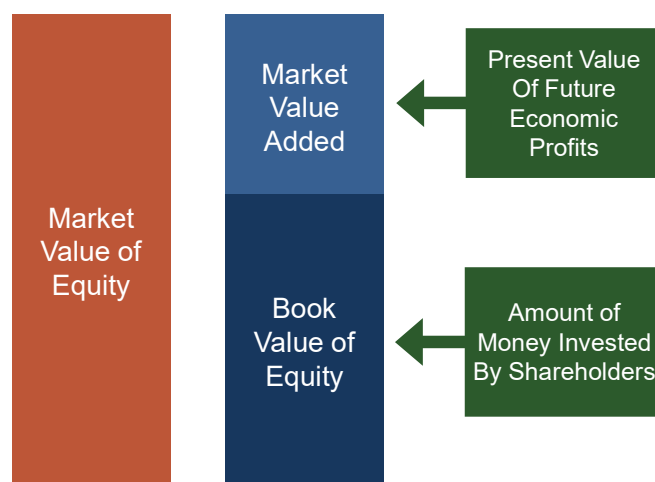 Market
Value of
Equity
Market
Value
Added
Book
Value of
Equity
Present Value
Of Future
Economic
Profits
Amount of
Money Invested
By Shareholders